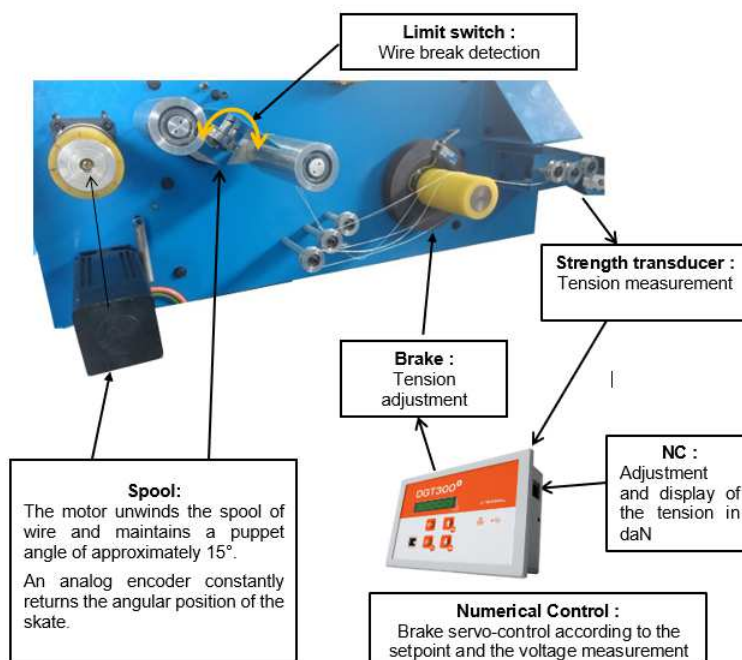 Limit switch :
Wire break detection
Strength transducer :
Tension measurement
Brake :
Tension
adjustment
NC :
Adjustment
and display of
the tension in
daN
Spool:
The motor unwinds the spool of
wire and maintains a puppet
angle of approximately 15°.
An analog encoder constantly
returns the angular position of the
skate.
DGT300
Numerical Control :
Brake servo-control according to the
setpoint and the voltage measurement